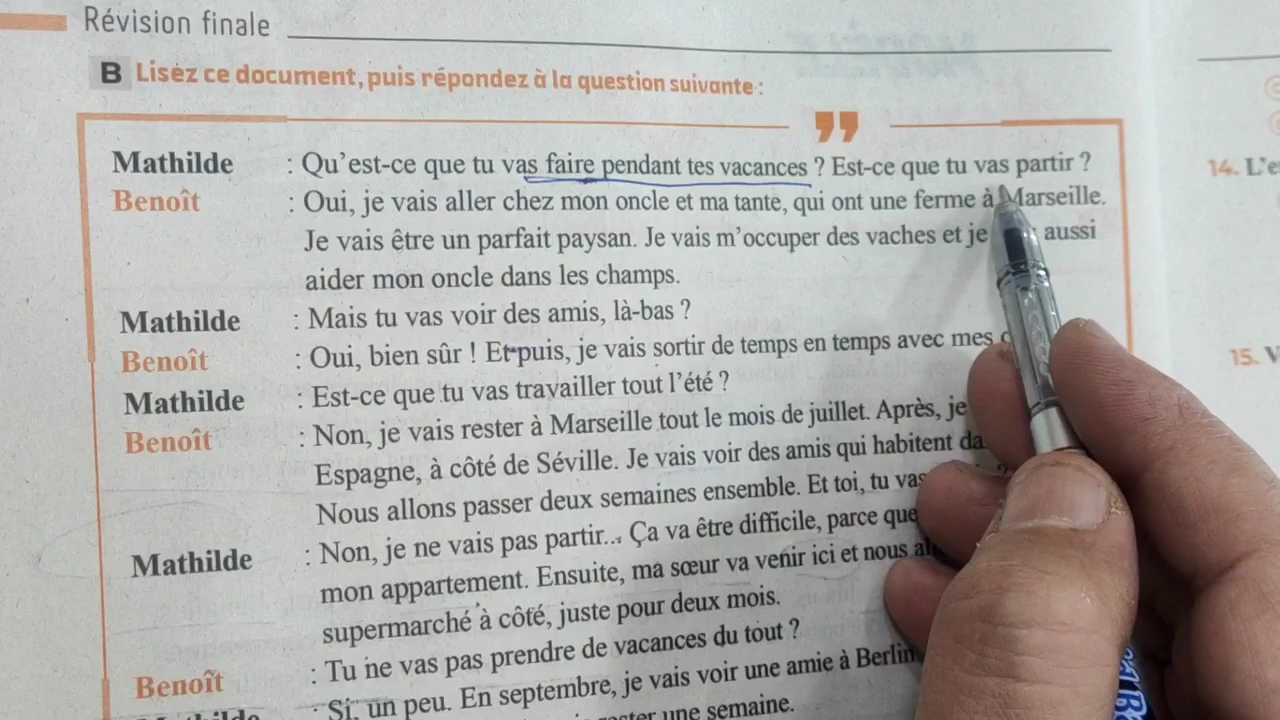 Révision finale
B Lisez ce document, puis répondez à la question suivante :
Mathilde : Qu'est-ce que tu vas faire pendant tes vacances ? Est-ce que tu vas partir ?
Benoît : Oui, je vais aller chez mon oncle et ma tante, qui ont une ferme à Marseille.
Je vais être un parfait paysan. Je vais m'occuper des vaches et je aussi
aider mon oncle dans les champs.
Mathilde : Mais tu vas voir des amis, là-bas ?
Benoît : Oui, bien sûr ! Et puis, je vais sortir de temps en temps avec mes
Mathilde : Est-ce que tu vas travailler tout l'été ?
Benoît : Non, je vais rester à Marseille tout le mois de juillet. Après, je
Espagne, à côté de Séville. Je vais voir des amis qui habitent
Nous allons passer deux semaines ensemble. Et toi, tu vas ?
Mathilde : Non, je ne vais pas partir... Ça va être difficile, parce que
mon appartement. Ensuite, ma sœur va venir ici et nous
supermarché à côté, juste pour deux mois.
Benoît : Tu ne vas pas prendre de vacances du tout ?
Mathilde : Si, un peu. En septembre, je vais voir une amie à Berlin
une semaine.
14. L'e
15. V